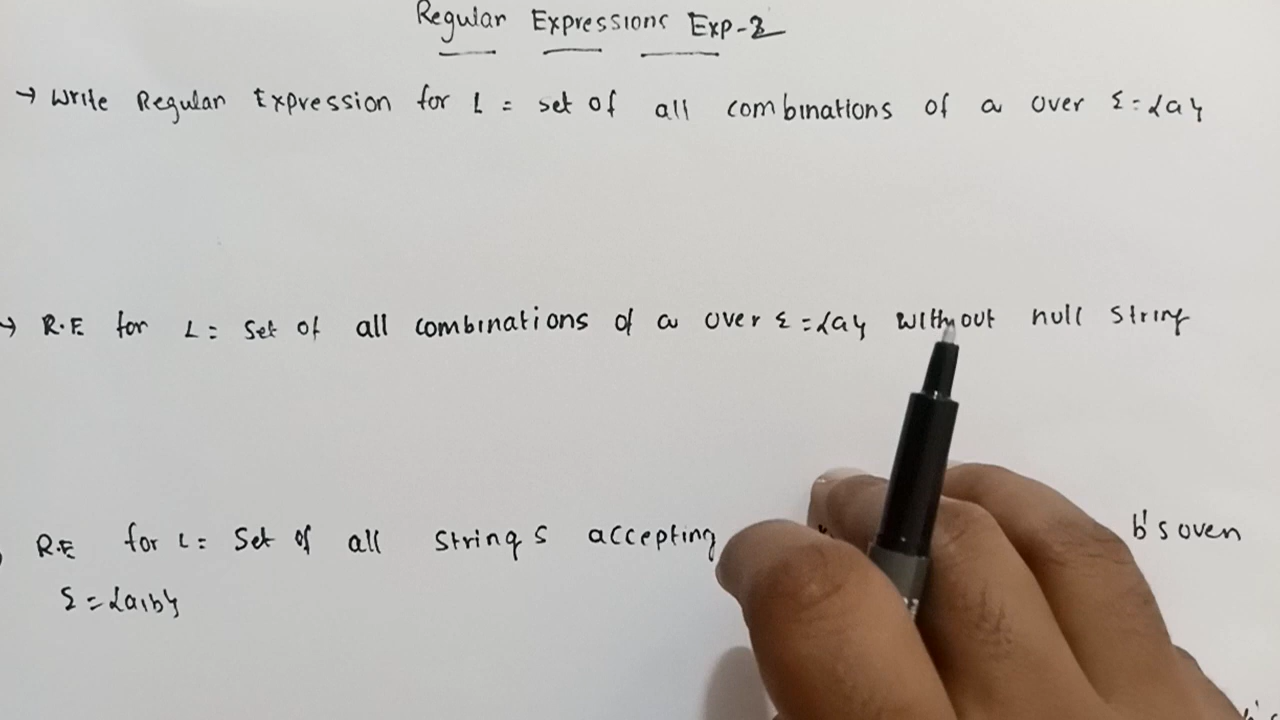 Regular Expressions Exp-2
→ Write Regular Expression for L = set of all combinations of a over Σ={a}
→ R.E for L = Set of all combinations of a over Σ={a} without null string
R.E for L = Set of all strings accepting b's oven
Σ={a,b}